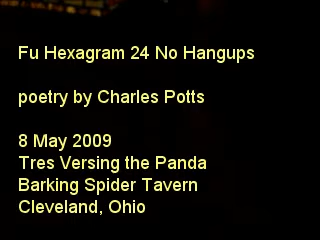 Fu Hexagram 24 No Hangups
poetry by Charles Potts
8 May 2009
Tres Versing the Panda
Barking Spider Tavern
Cleveland, Ohio